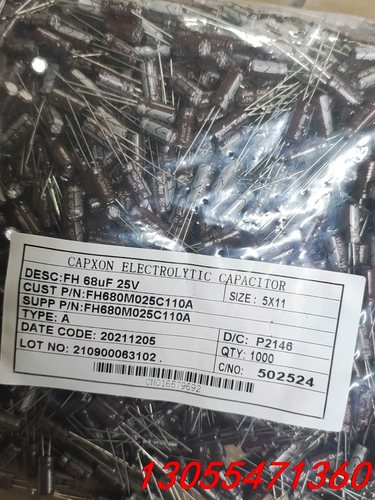 CAPXON ELECTROLYTIC CAPACITOR
DESC:FH 68uF 25V
SIZE: 5X11
CUST P/N:FH680M025C110A
SUPP P/N:FH680M025C110A
TYPE: A
D/C: P2146
DATE CODE: 20211205
QTY: 1000
LOT NO: 210900063102
C/NO: 502524
CN016579692
13055471360